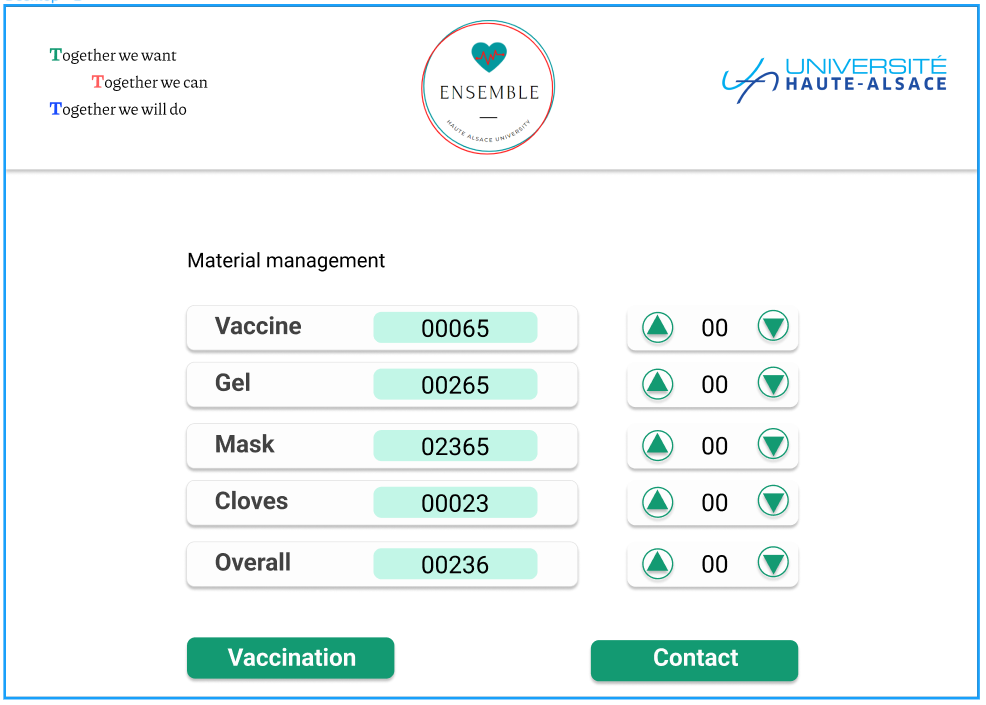 Together we want
Together we can
Together we will do
ENSEMBLE
HAUTE ALSACE UNIVERSITY
UNIVERSITÉ
HAUTE-ALSACE
Material management
Vaccine 00065 00
Gel 00265 00
Mask 02365 00
Cloves 00023 00
Overall 00236 00
Vaccination Contact